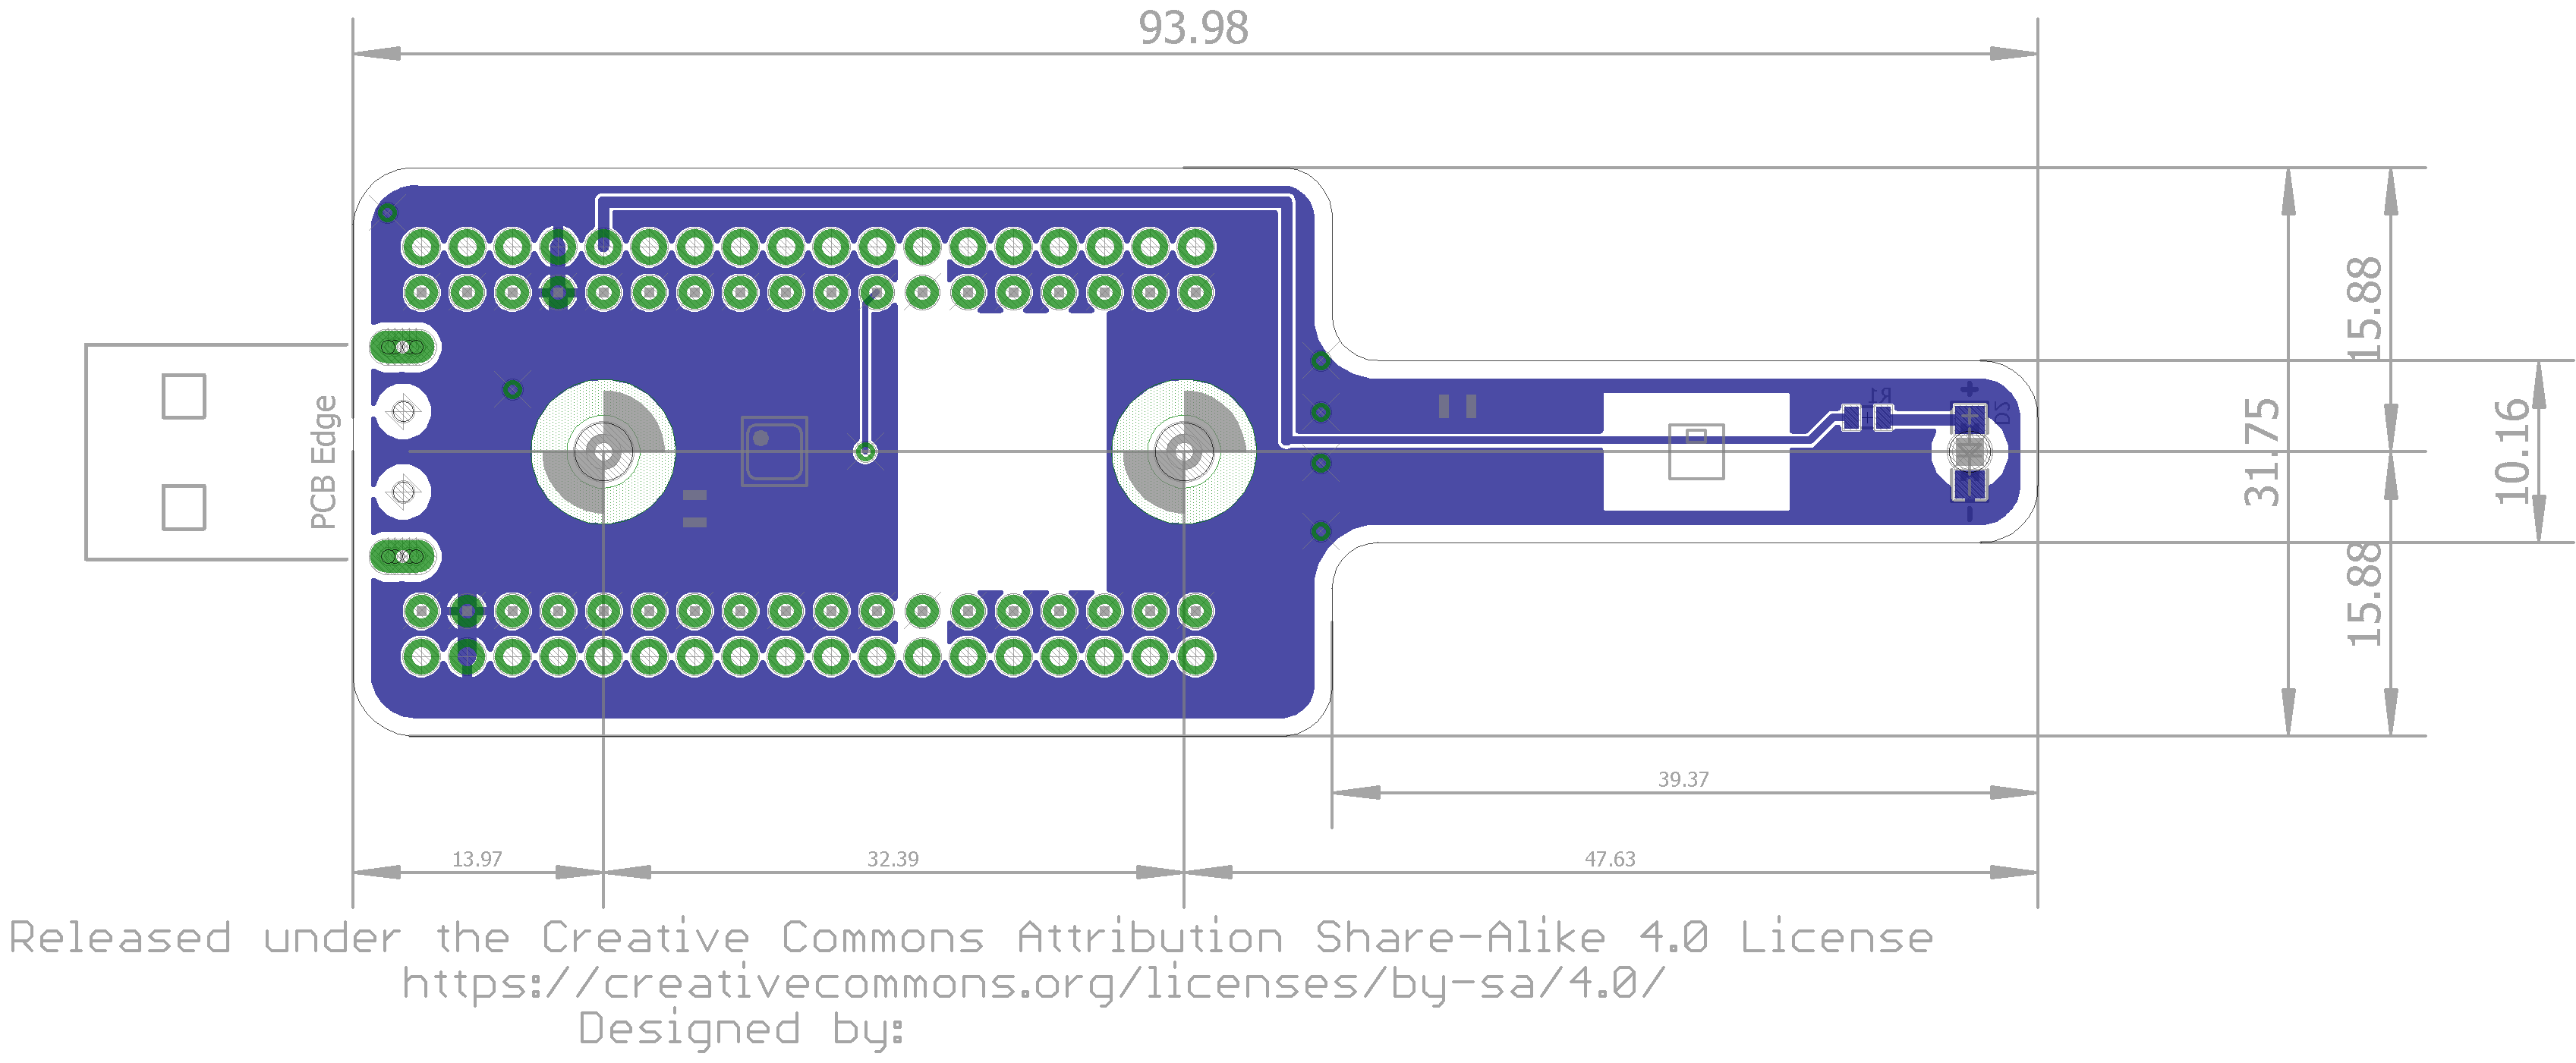 93.98
15.88
PCB Edge
R1
+
D2
31.75
10.16
15.88
-
39.37
13.97
32.39
47.63
Released under the Creative Commons Attribution Share-Alike 4.0 License
https://creativecommons.org/licenses/by-sa/4.0/
Designed by: